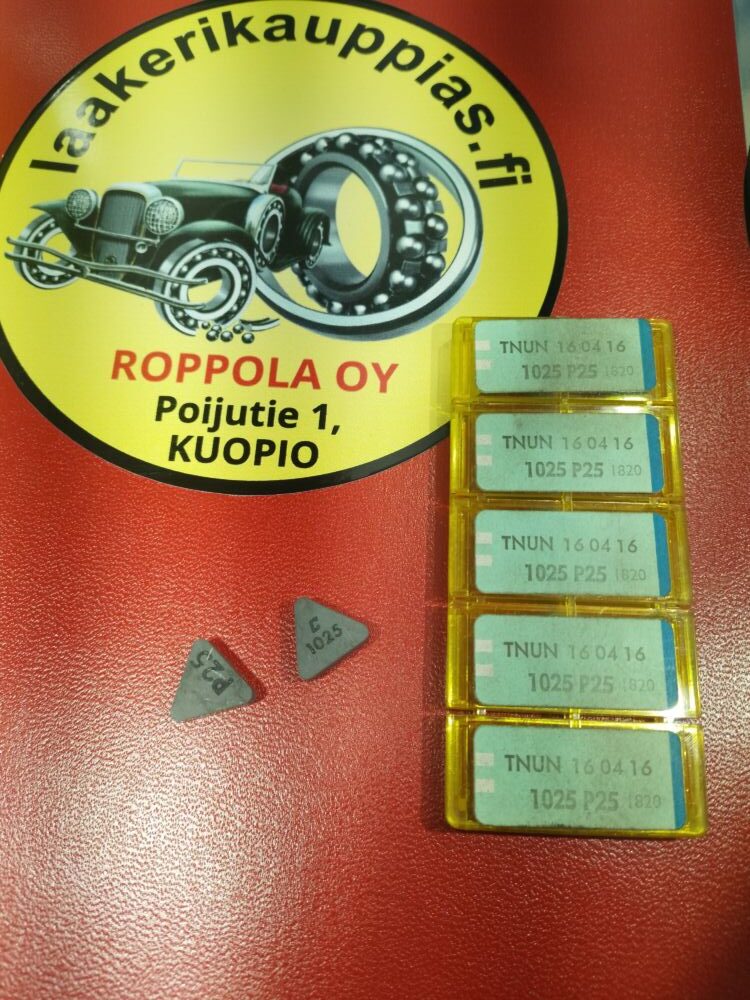 laakerikauppias.fi
ROPPOLA OY
Poijutie 1,
KUOPIO
TNUN 16 04 16
1025 P25 1820
TNUN 16 04 16
1025 P25 1820
TNUN 16 04 16
1025 P25 1820
TNUN 16 04 16
1025 P25 1820
TNUN 16 04 16
1025 P25 1820
P25
C
1025